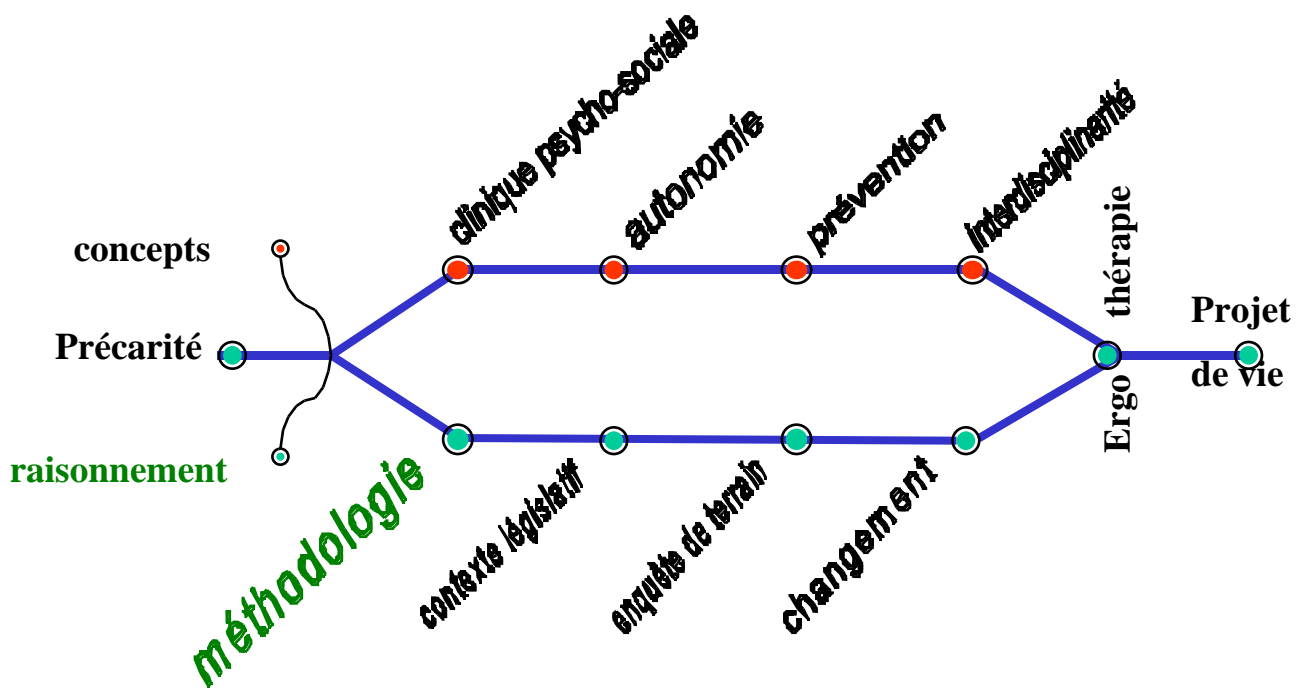 clinique psycho-sociale
autonomie
prévention
interdisciplinarité
concepts
Précarité
raisonnement
Ergo thérapie
Projet
de vie
méthodologie
contexte législatif
enquête de terrain
changement